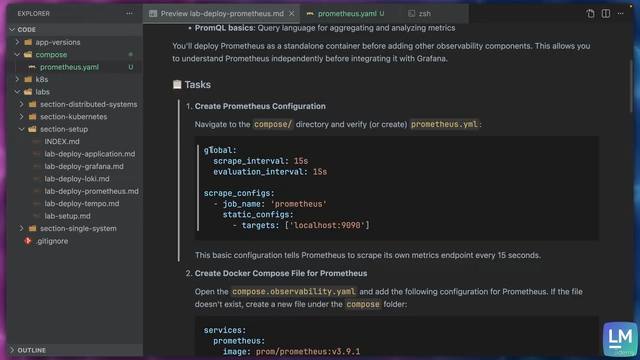 EXPLORER
Preview lab-deploy-prometheus.md
prometheus.yaml
U
zsh
CODE
app-versions
compose
prometheus.yaml
U
k8s
labs
section-distributed-systems
section-kubernetes
section-setup
INDEX.md
lab-deploy-application.md
lab-deploy-grafana.md
lab-deploy-loki.md
lab-deploy-prometheus.md
lab-deploy-tempo.md
lab-setup.md
section-single-system
.gitignore
OUTLINE
• PromQL basics: Query language for aggregating and analyzing metrics
You'll deploy Prometheus as a standalone container before adding other observability components. This allows
you to understand Prometheus independently before integrating it with Grafana.
Tasks
1. Create Prometheus Configuration
Navigate to the compose/ directory and verify (or create) prometheus.yml:
global:
scrape_interval: 15s
evaluation_interval: 15s
scrape_configs:
- job_name: 'prometheus'
static_configs:
- targets: ['localhost:9090']
This basic configuration tells Prometheus to scrape its own metrics endpoint every 15 seconds.
2. Create Docker Compose File for Prometheus
Open the compose.observability.yaml and add the following configuration for Prometheus. If the file
doesn't exist, create a new file under the compose folder:
services:
prometheus:
image: prom/prometheus:v3.9.1
LM